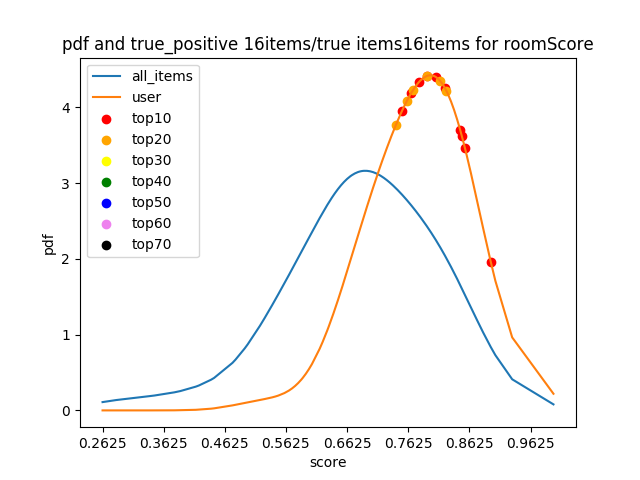 pdf and true_positive 16items/true items16items for roomScore
all_items
user
top10
top20
top30
top40
top50
top60
top70
pdf
4
3
2
1
0
0.2625 0.3625 0.4625 0.5625 0.6625 0.7625 0.8625 0.9625
score